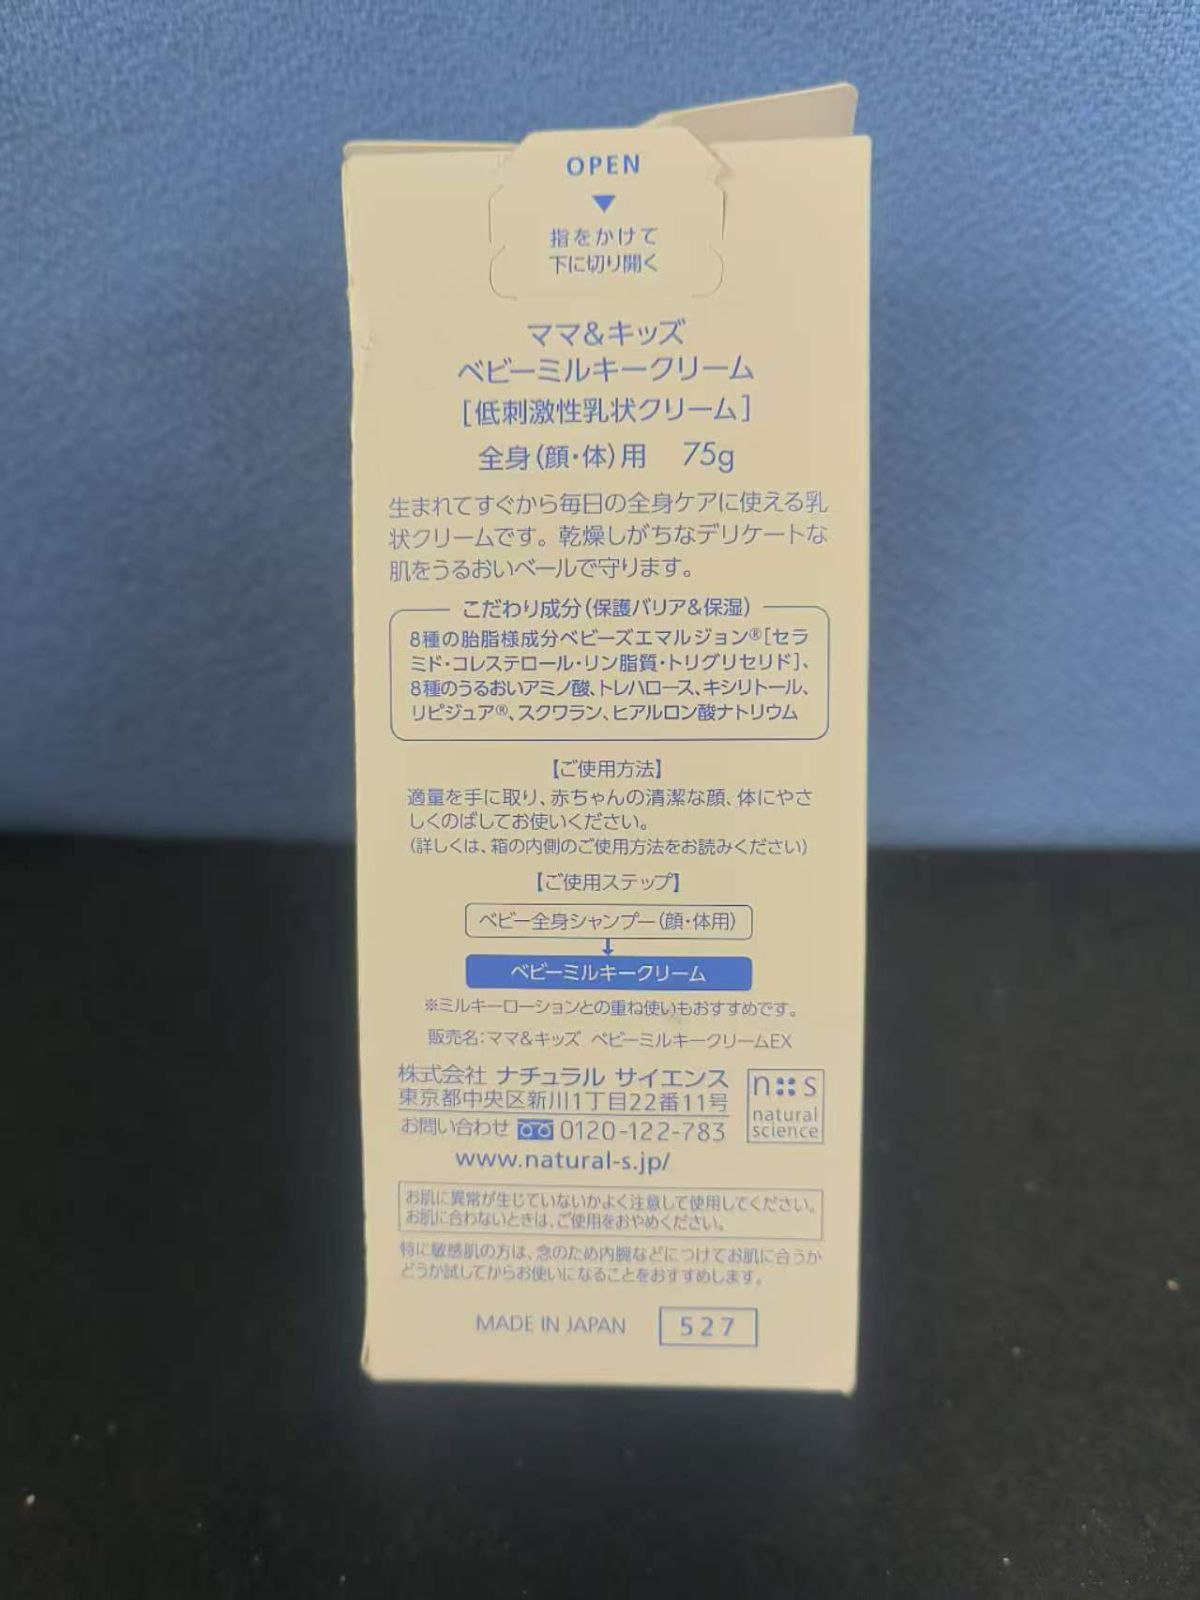 OPEN
▼
指をかけて
下に切り開く
ママ&キッズ
ベビーミルキークリーム
[低刺激性乳状クリーム]
全身(顔・体)用 75g
生まれてすぐから毎日の全身ケアに使える乳
状クリームです。乾燥しがちなデリケートな
肌をうるおいベールで守ります。
こだわり成分(保護バリア&保湿)
8種の胎脂様成分ベビーズエマルジョン®[セラ
ミド・コレステロール・リン脂質・トリグリセリド]、
8種のうるおいアミノ酸、トレハロース、キシリトール、
リピジュア®、スクワラン、ヒアルロン酸ナトリウム
【ご使用方法】
適量を手に取り、赤ちゃんの清潔な顔、体にやさ
しくのばしてお使いください。
(詳しくは、箱の内側のご使用方法をお読みください)
【ご使用ステップ】
ベビー全身シャンプー(顔・体用)
ベビーミルキークリーム
※ミルキーローションとの重ね使いもおすすめです。
販売名:ママ&キッズ ベビーミルキークリームEX
株式会社 ナチュラル サイエンス
東京都中央区新川1丁目22番11号
お問い合わせ 0120-122-783
www.natural-s.jp/
n::s
natural
science
お肌に異常が生じていないかよく注意して使用してください。
お肌に合わないときは、ご使用をおやめください。
特に敏感肌の方は、念のため内腕などにつけてお肌に合うか
どうか試してからお使いになることをおすすめします。
MADE IN JAPAN 527